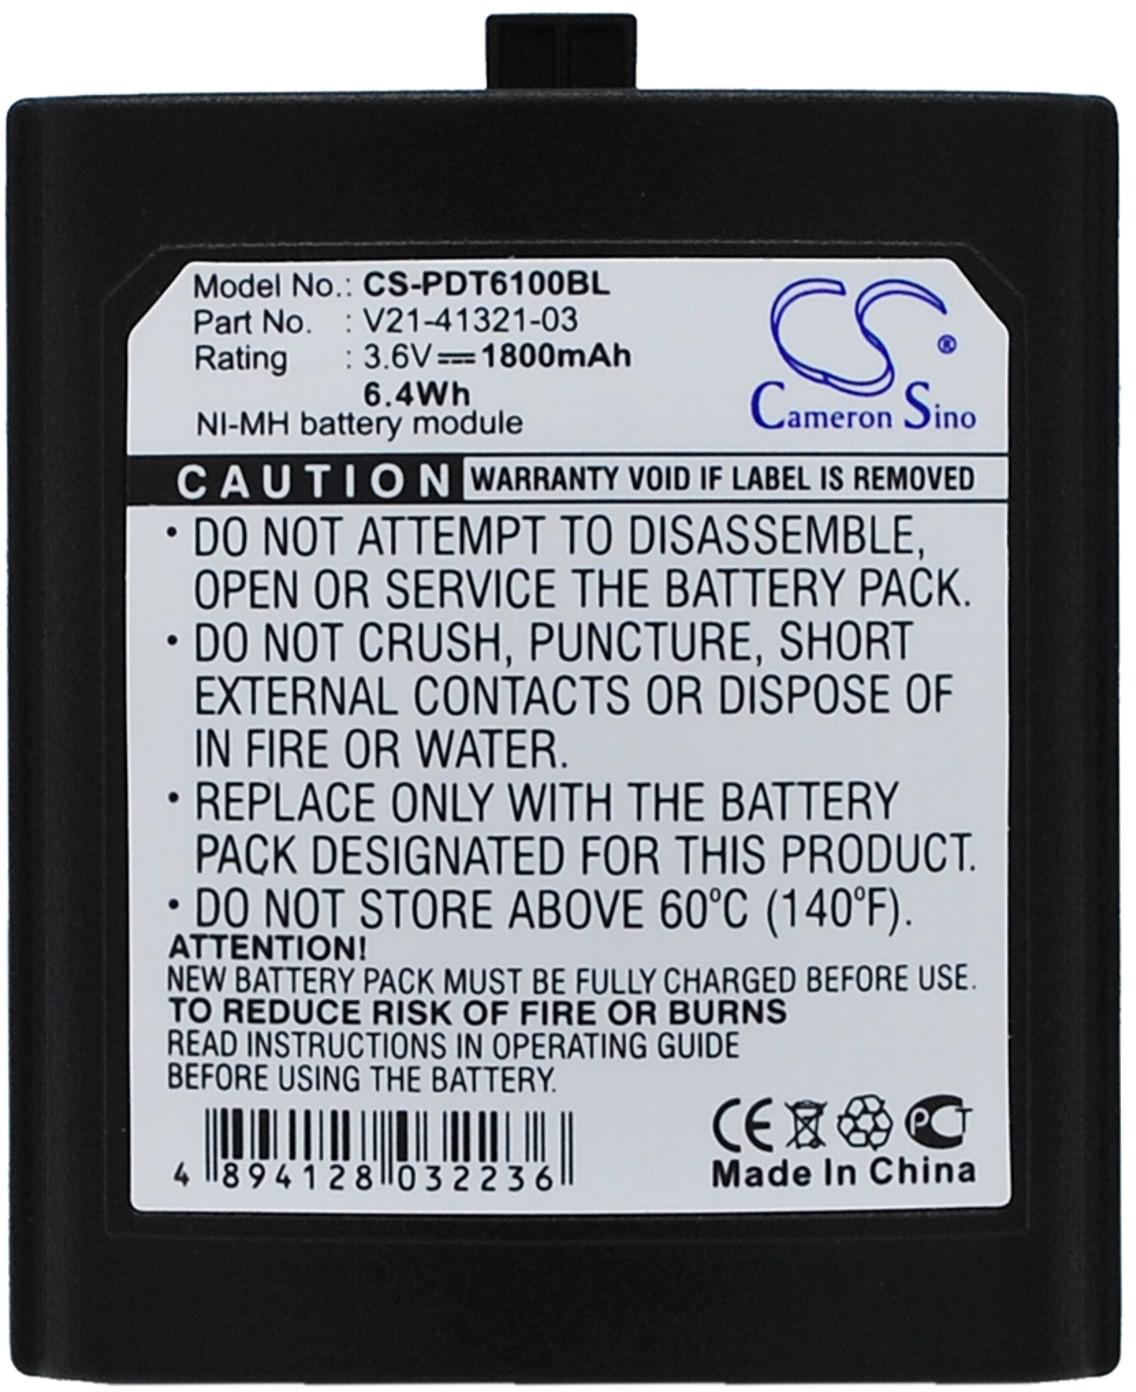 Model No.: CS-PDT6100BL
Part No. : V21-41321-03
Rating : 3.6V⎓1800mAh
6.4Wh
NI-MH battery module
CS®
Cameron Sino
CAUTION WARRANTY VOID IF LABEL IS REMOVED
• DO NOT ATTEMPT TO DISASSEMBLE,
OPEN OR SERVICE THE BATTERY PACK.
• DO NOT CRUSH, PUNCTURE, SHORT
EXTERNAL CONTACTS OR DISPOSE OF
IN FIRE OR WATER.
• REPLACE ONLY WITH THE BATTERY
PACK DESIGNATED FOR THIS PRODUCT.
• DO NOT STORE ABOVE 60°C (140°F).
ATTENTION!
NEW BATTERY PACK MUST BE FULLY CHARGED BEFORE USE.
TO REDUCE RISK OF FIRE OR BURNS
READ INSTRUCTIONS IN OPERATING GUIDE
BEFORE USING THE BATTERY.
4 894128 032236
CE PCT
Made In China